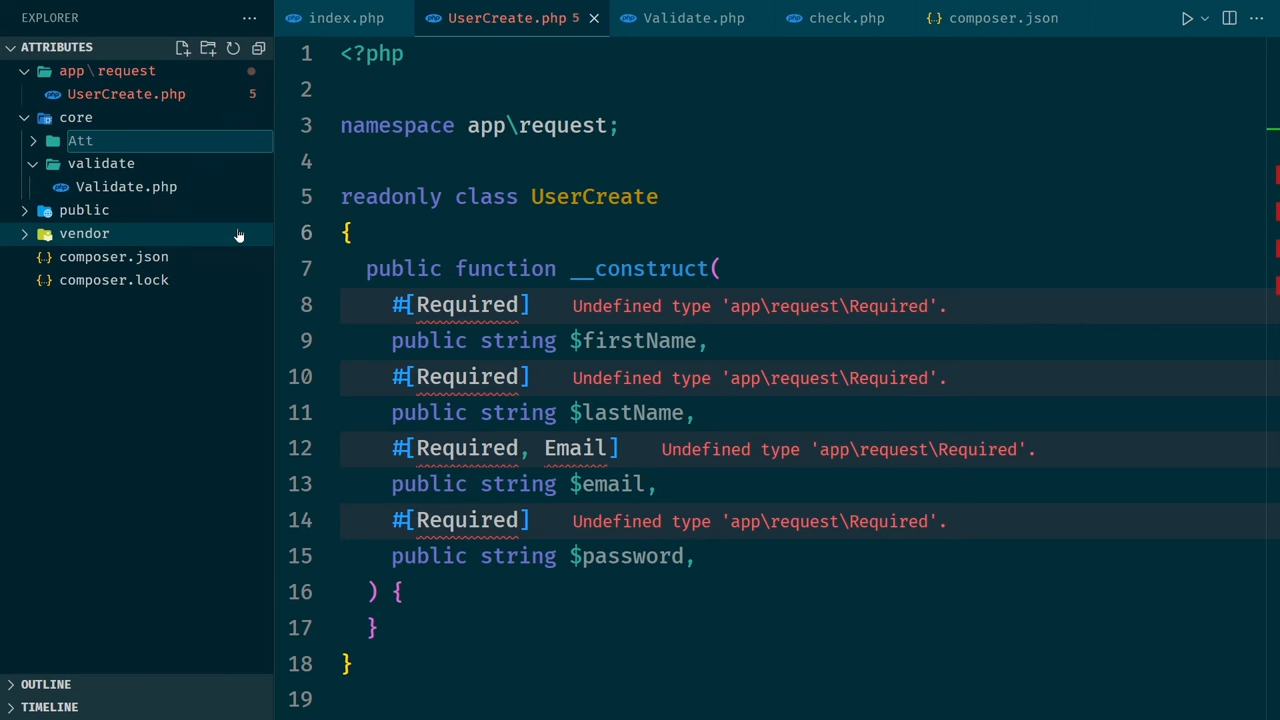 EXPLORER
ATTRIBUTES
app\request
UserCreate.php 5
core
Att
validate
Validate.php
public
vendor
composer.json
composer.lock
OUTLINE
TIMELINE
index.php UserCreate.php 5 Validate.php check.php composer.json
1 <?php
2
3 namespace app\request;
4
5 readonly class UserCreate
6 {
7 public function __construct(
8 #[Required] Undefined type 'app\request\Required'.
9 public string $firstName,
10 #[Required] Undefined type 'app\request\Required'.
11 public string $lastName,
12 #[Required, Email] Undefined type 'app\request\Required'.
13 public string $email,
14 #[Required] Undefined type 'app\request\Required'.
15 public string $password,
16 ) {
17 }
18 }
19